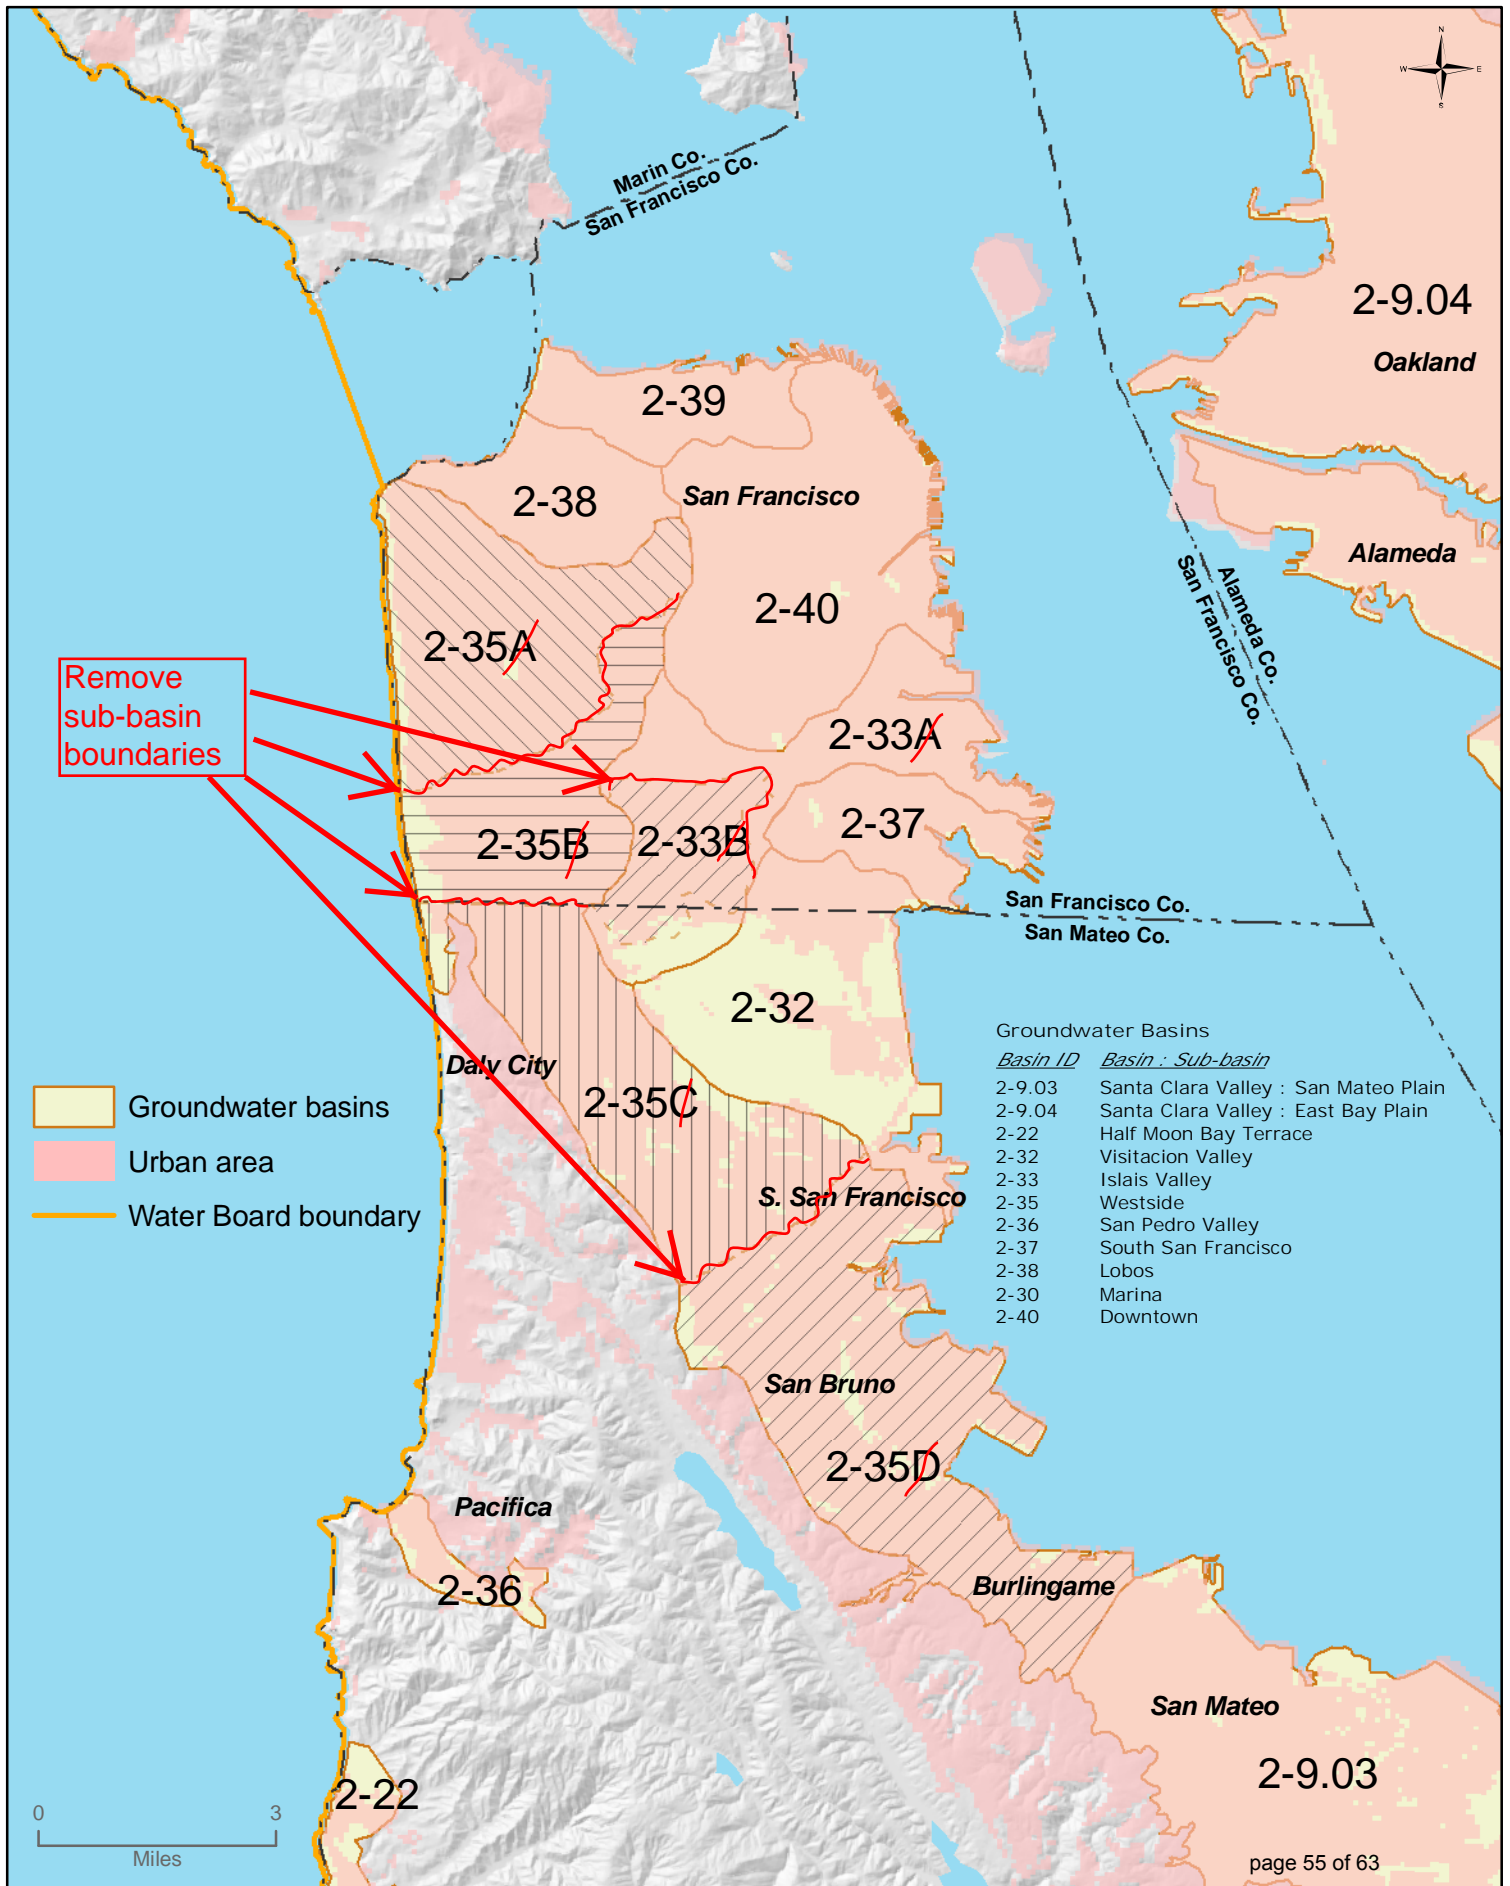 N
W E
S
Marin Co.
San Francisco Co.
2-9.04
Oakland
2-39
2-38
San Francisco
Alameda
Alameda Co.
San Francisco Co.
2-40
2-35A
Remove
sub-basin
boundaries
2-33A
2-35B
2-33B
2-37
San Francisco Co.
San Mateo Co.
2-32
Daly City
2-35C
Groundwater Basins
Basin ID Basin : Sub-basin
2-9.03 Santa Clara Valley : San Mateo Plain
2-9.04 Santa Clara Valley : East Bay Plain
2-22 Half Moon Bay Terrace
2-32 Visitacion Valley
2-33 Islais Valley
2-35 Westside
2-36 San Pedro Valley
2-37 South San Francisco
2-38 Lobos
2-30 Marina
2-40 Downtown
Groundwater basins
Urban area
Water Board boundary
S. San Francisco
San Bruno
2-35D
Pacifica
2-36
Burlingame
San Mateo
2-9.03
2-22
0 3
Miles
page 55 of 63